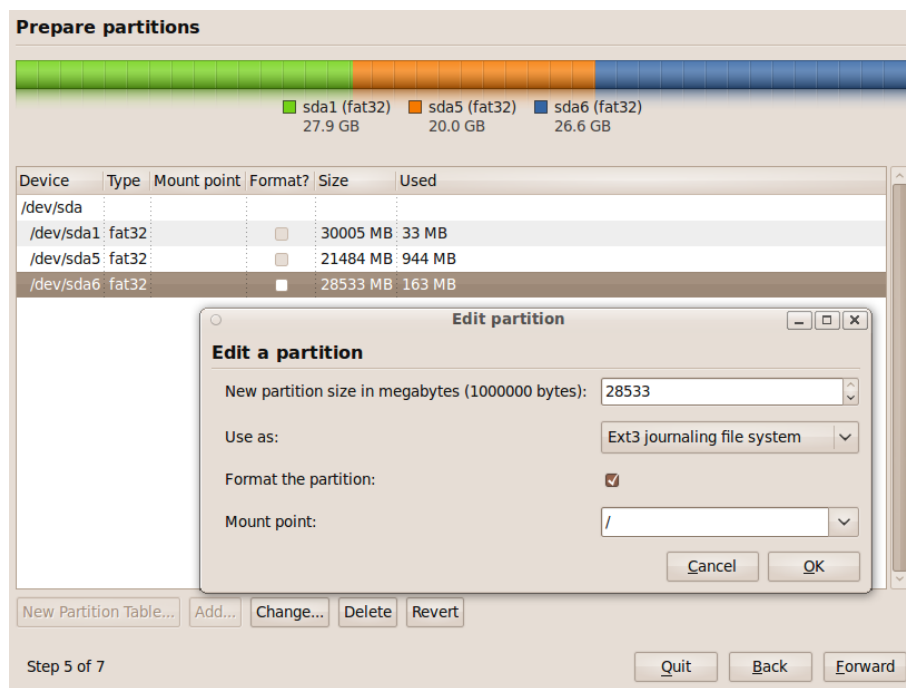 Prepare partitions
sda1 (fat32) sda5 (fat32) sda6 (fat32)
27.9 GB 20.0 GB 26.6 GB
Device Type Mount point Format? Size Used
/dev/sda
/dev/sda1 fat32 30005 MB 33 MB
/dev/sda5 fat32 21484 MB 944 MB
/dev/sda6 fat32 28533 MB 163 MB
Edit partition
Edit a partition
New partition size in megabytes (1000000 bytes): 28533
Use as: Ext3 journaling file system
Format the partition:
Mount point: /
Cancel OK
New Partition Table... Add... Change... Delete Revert
Step 5 of 7 Quit Back Forward